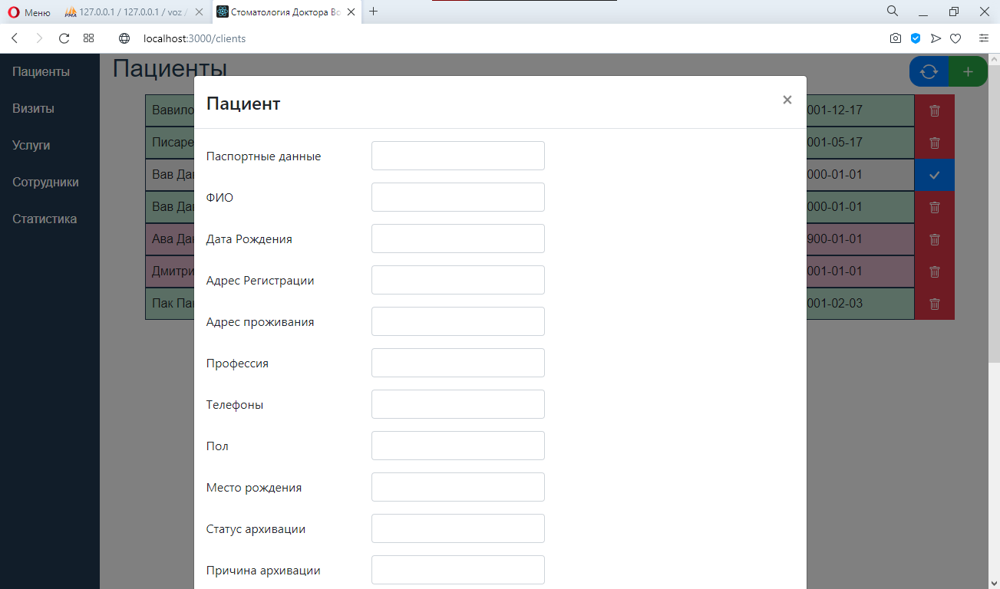 Меню
127.0.0.1 / 127.0.0.1 / voz /
Стоматология Доктора Во
localhost:3000/clients
Пациенты
Визиты
Услуги
Сотрудники
Статистика
Пациенты
Вавило 001-12-17
Писаре 001-05-17
Вав Да 000-01-01
Вав Да 000-01-01
Ава Да 900-01-01
Дмитри 001-01-01
Пак Па 001-02-03
Пациент
Паспортные данные
ФИО
Дата Рождения
Адрес Регистрации
Адрес проживания
Профессия
Телефоны
Пол
Место рождения
Статус архивации
Причина архивации